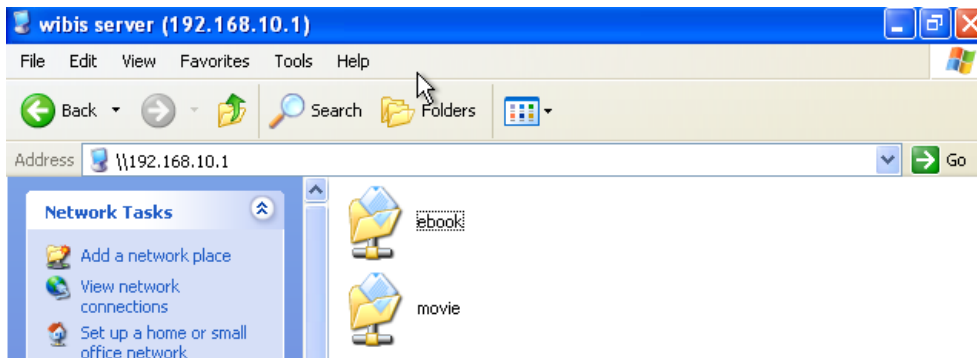 wibis server (192.168.10.1)
File Edit View Favorites Tools Help
Back Search Folders
Address \\192.168.10.1 Go
Network Tasks
Add a network place
View network
connections
Set up a home or small
office network
ebook
movie